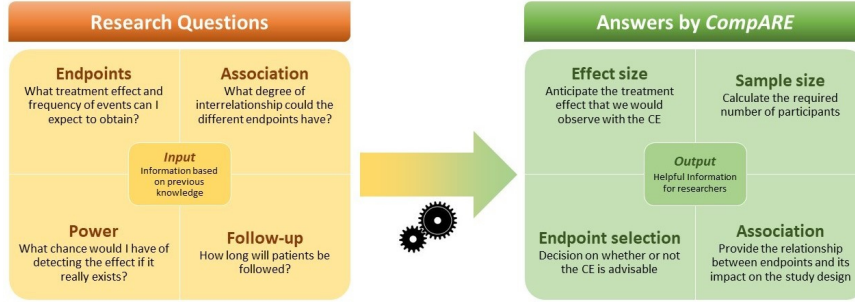 Research Questions
Endpoints
What treatment effect and
frequency of events can I
expect to obtain?
Association
What degree of
interrelationship could the
different endpoints have?
Input
Information based
on previous
knowledge
Power
What chance would I have of
detecting the effect if it
really exists?
Follow-up
How long will patients be
followed?
Answers by CompARE
Effect size
Anticipate the treatment
effect that we would
observe with the CE
Sample size
Calculate the required
number of participants
Output
Helpful Information
for researchers
Endpoint selection
Decision on whether or
not the CE is advisable
Association
Provide the relationship
between endpoints and its
impact on the study design